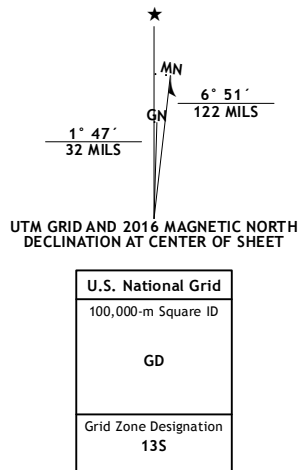 MN
GN
6° 51´
122 MILS
1° 47´
32 MILS
UTM GRID AND 2016 MAGNETIC NORTH
DECLINATION AT CENTER OF SHEET
U.S. National Grid
100,000-m Square ID
GD
Grid Zone Designation
13S